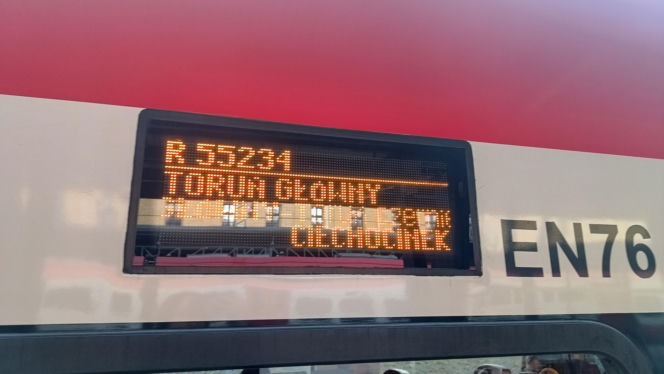 R 55234
TORUŃ GŁÓWNY
CIECHOCINEK
EN76